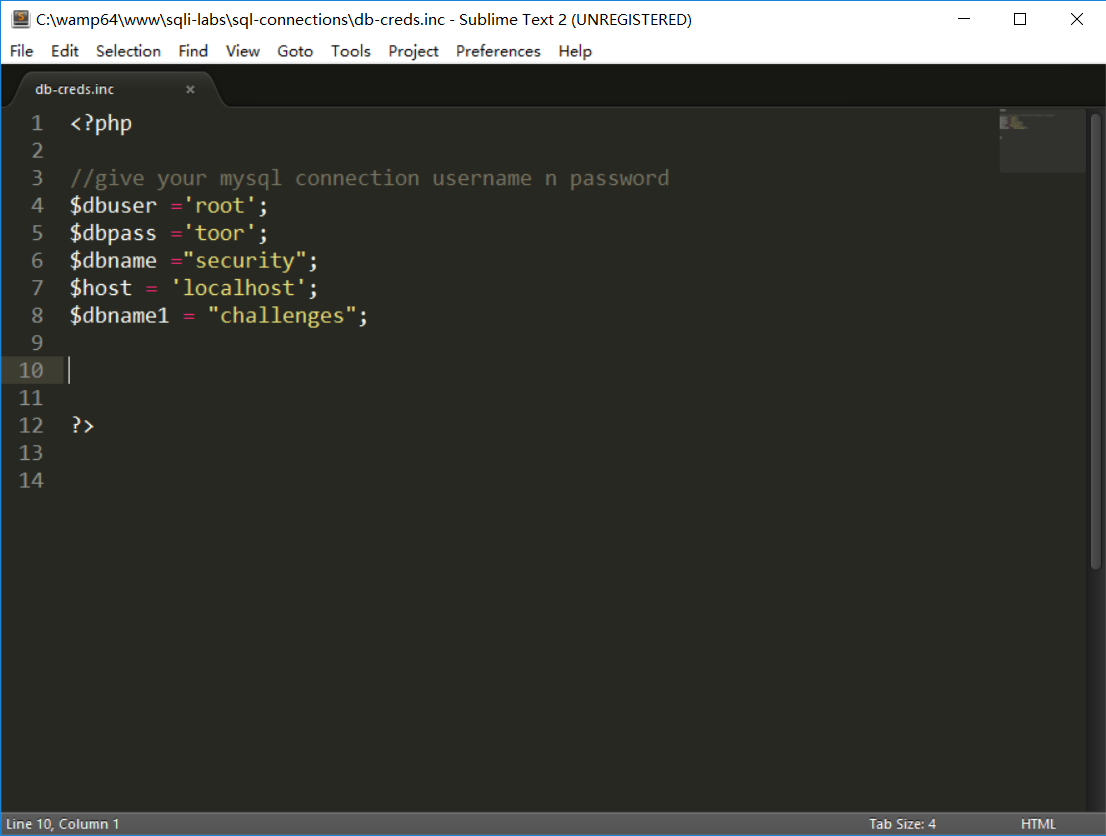 C:\wamp64\www\sqli-labs\sql-connections\db-creds.inc - Sublime Text 2 (UNREGISTERED)
File Edit Selection Find View Goto Tools Project Preferences Help
db-creds.inc ×
1 <?php
2
3 //give your mysql connection username n password
4 $dbuser ='root';
5 $dbpass ='toor';
6 $dbname ="security";
7 $host = 'localhost';
8 $dbname1 = "challenges";
9
10
11
12 ?>
13
14
Line 10, Column 1 Tab Size: 4 HTML